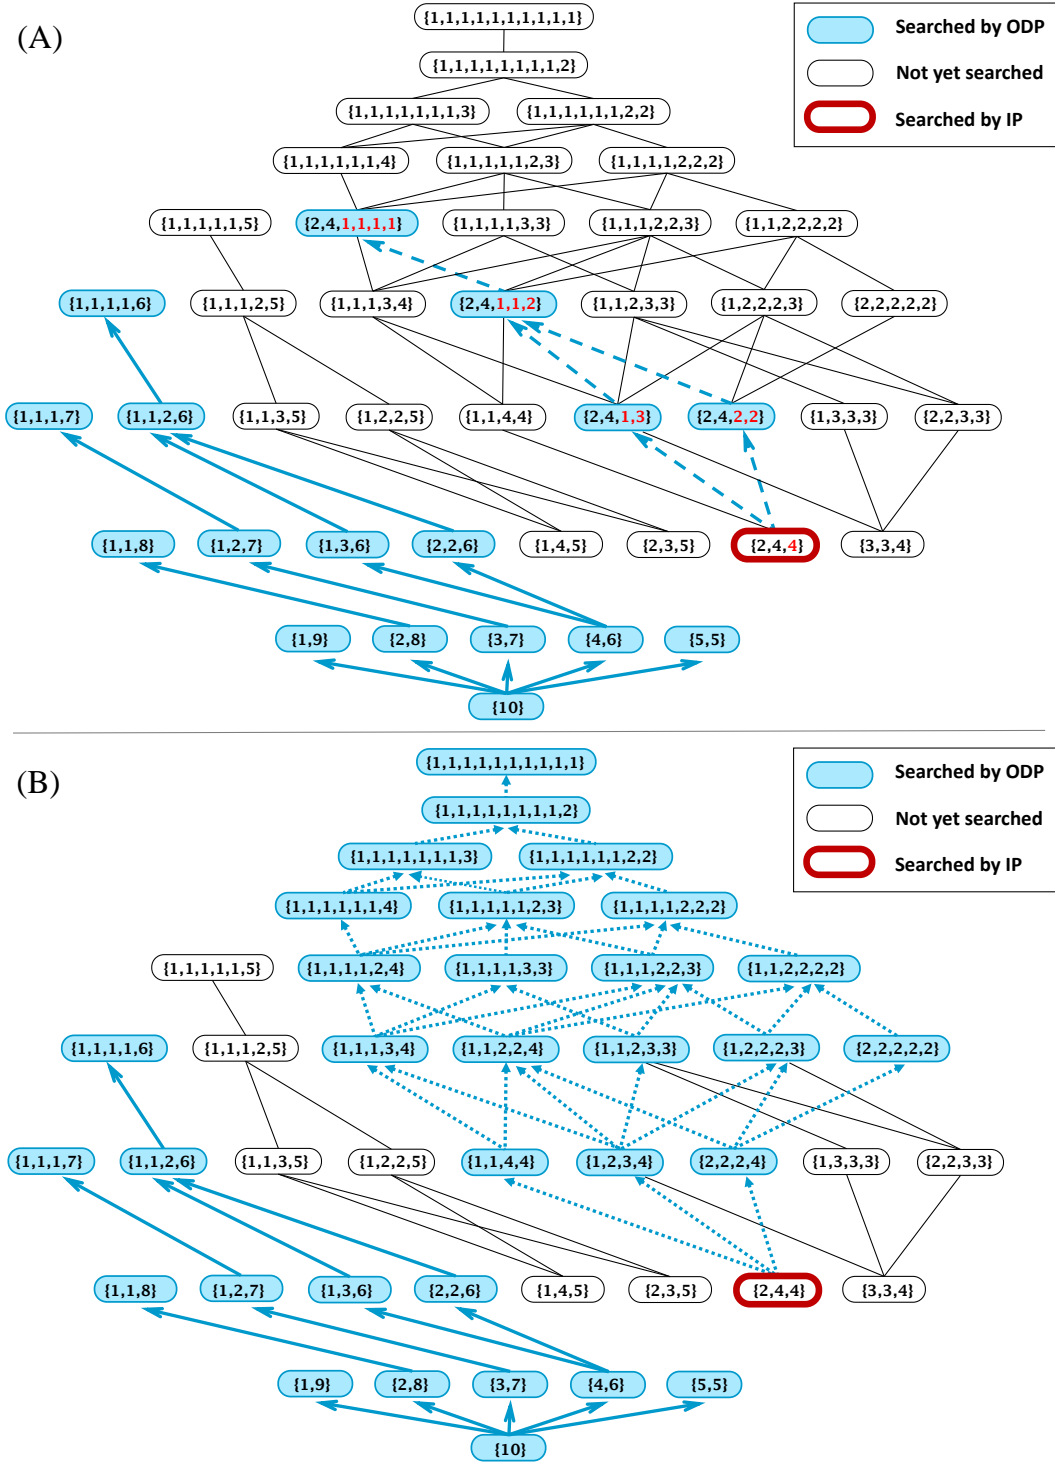 (A)
{1,1,1,1,1,1,1,1,1,1}
Searched by ODP
{1,1,1,1,1,1,1,1,2}
Not yet searched
{1,1,1,1,1,1,1,3} {1,1,1,1,1,1,2,2}
Searched by IP
{1,1,1,1,1,1,4} {1,1,1,1,1,2,3} {1,1,1,1,2,2,2}
{1,1,1,1,1,5} {2,4,1,1,1,1} {1,1,1,1,3,3} {1,1,1,2,2,3} {1,1,2,2,2,2}
{1,1,1,1,6} {1,1,1,2,5} {1,1,1,3,4} {2,4,1,1,2} {1,1,2,3,3} {1,2,2,2,3} {2,2,2,2,2}
{1,1,1,7} {1,1,2,6} {1,1,3,5} {1,2,2,5} {1,1,4,4} {2,4,1,3} {2,4,2,2} {1,3,3,3} {2,2,3,3}
{1,1,8} {1,2,7} {1,3,6} {2,2,6} {1,4,5} {2,3,5} {2,4,4} {3,3,4}
{1,9} {2,8} {3,7} {4,6} {5,5}
{10}
(B)
{1,1,1,1,1,1,1,1,1,1}
Searched by ODP
{1,1,1,1,1,1,1,1,2}
Not yet searched
{1,1,1,1,1,1,1,3} {1,1,1,1,1,1,2,2}
Searched by IP
{1,1,1,1,1,1,4} {1,1,1,1,1,2,3} {1,1,1,1,2,2,2}
{1,1,1,1,1,5} {1,1,1,1,2,4} {1,1,1,1,3,3} {1,1,1,2,2,3} {1,1,2,2,2,2}
{1,1,1,1,6} {1,1,1,2,5} {1,1,1,3,4} {1,1,2,2,4} {1,1,2,3,3} {1,2,2,2,3} {2,2,2,2,2}
{1,1,1,7} {1,1,2,6} {1,1,3,5} {1,2,2,5} {1,1,4,4} {1,2,3,4} {2,2,2,4} {1,3,3,3} {2,2,3,3}
{1,1,8} {1,2,7} {1,3,6} {2,2,6} {1,4,5} {2,3,5} {2,4,4} {3,3,4}
{1,9} {2,8} {3,7} {4,6} {5,5}
{10}